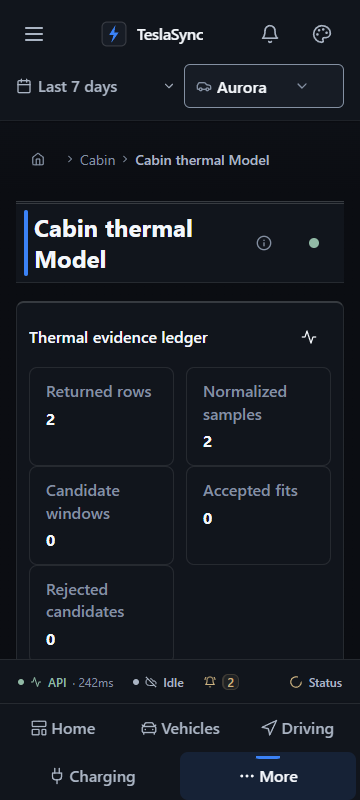 TeslaSync
Last 7 days
Aurora
Cabin
Cabin thermal Model
Cabin thermal
Model
Thermal evidence ledger
Returned rows
2
Normalized
samples
2
Candidate
windows
0
Accepted fits
0
Rejected
candidates
0
API · 242ms
Idle
2
Status
Home
Vehicles
Driving
Charging
More